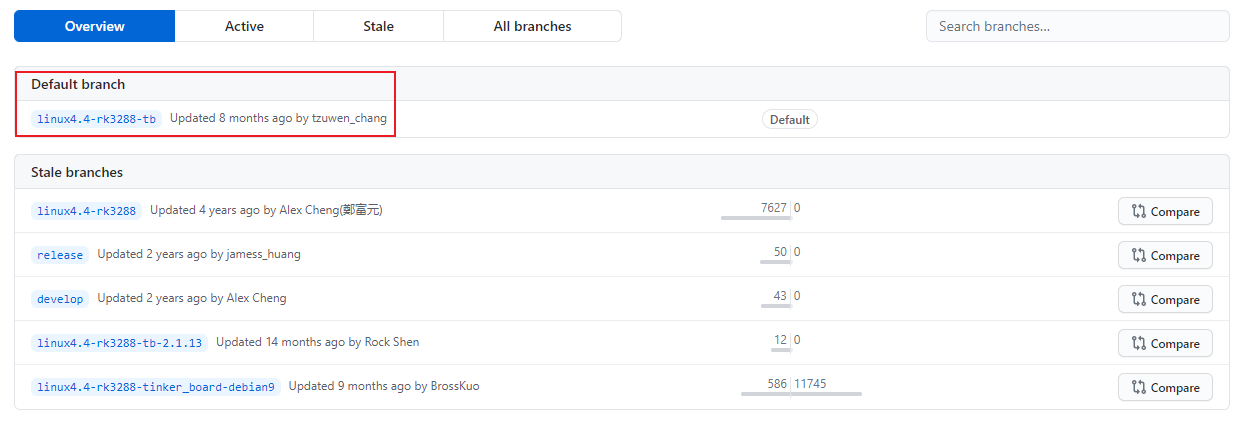 Overview Active Stale All branches Search branches...
Default branch
linux4.4-rk3288-tb Updated 8 months ago by tzuwen_chang Default
Stale branches
linux4.4-rk3288 Updated 4 years ago by Alex Cheng(鄭富元) 7627 0 Compare
release Updated 2 years ago by jamess_huang 50 0 Compare
develop Updated 2 years ago by Alex Cheng 43 0 Compare
linux4.4-rk3288-tb-2.1.13 Updated 14 months ago by Rock Shen 12 0 Compare
linux4.4-rk3288-tinker_board-debian9 Updated 9 months ago by BrossKuo 586 11745 Compare